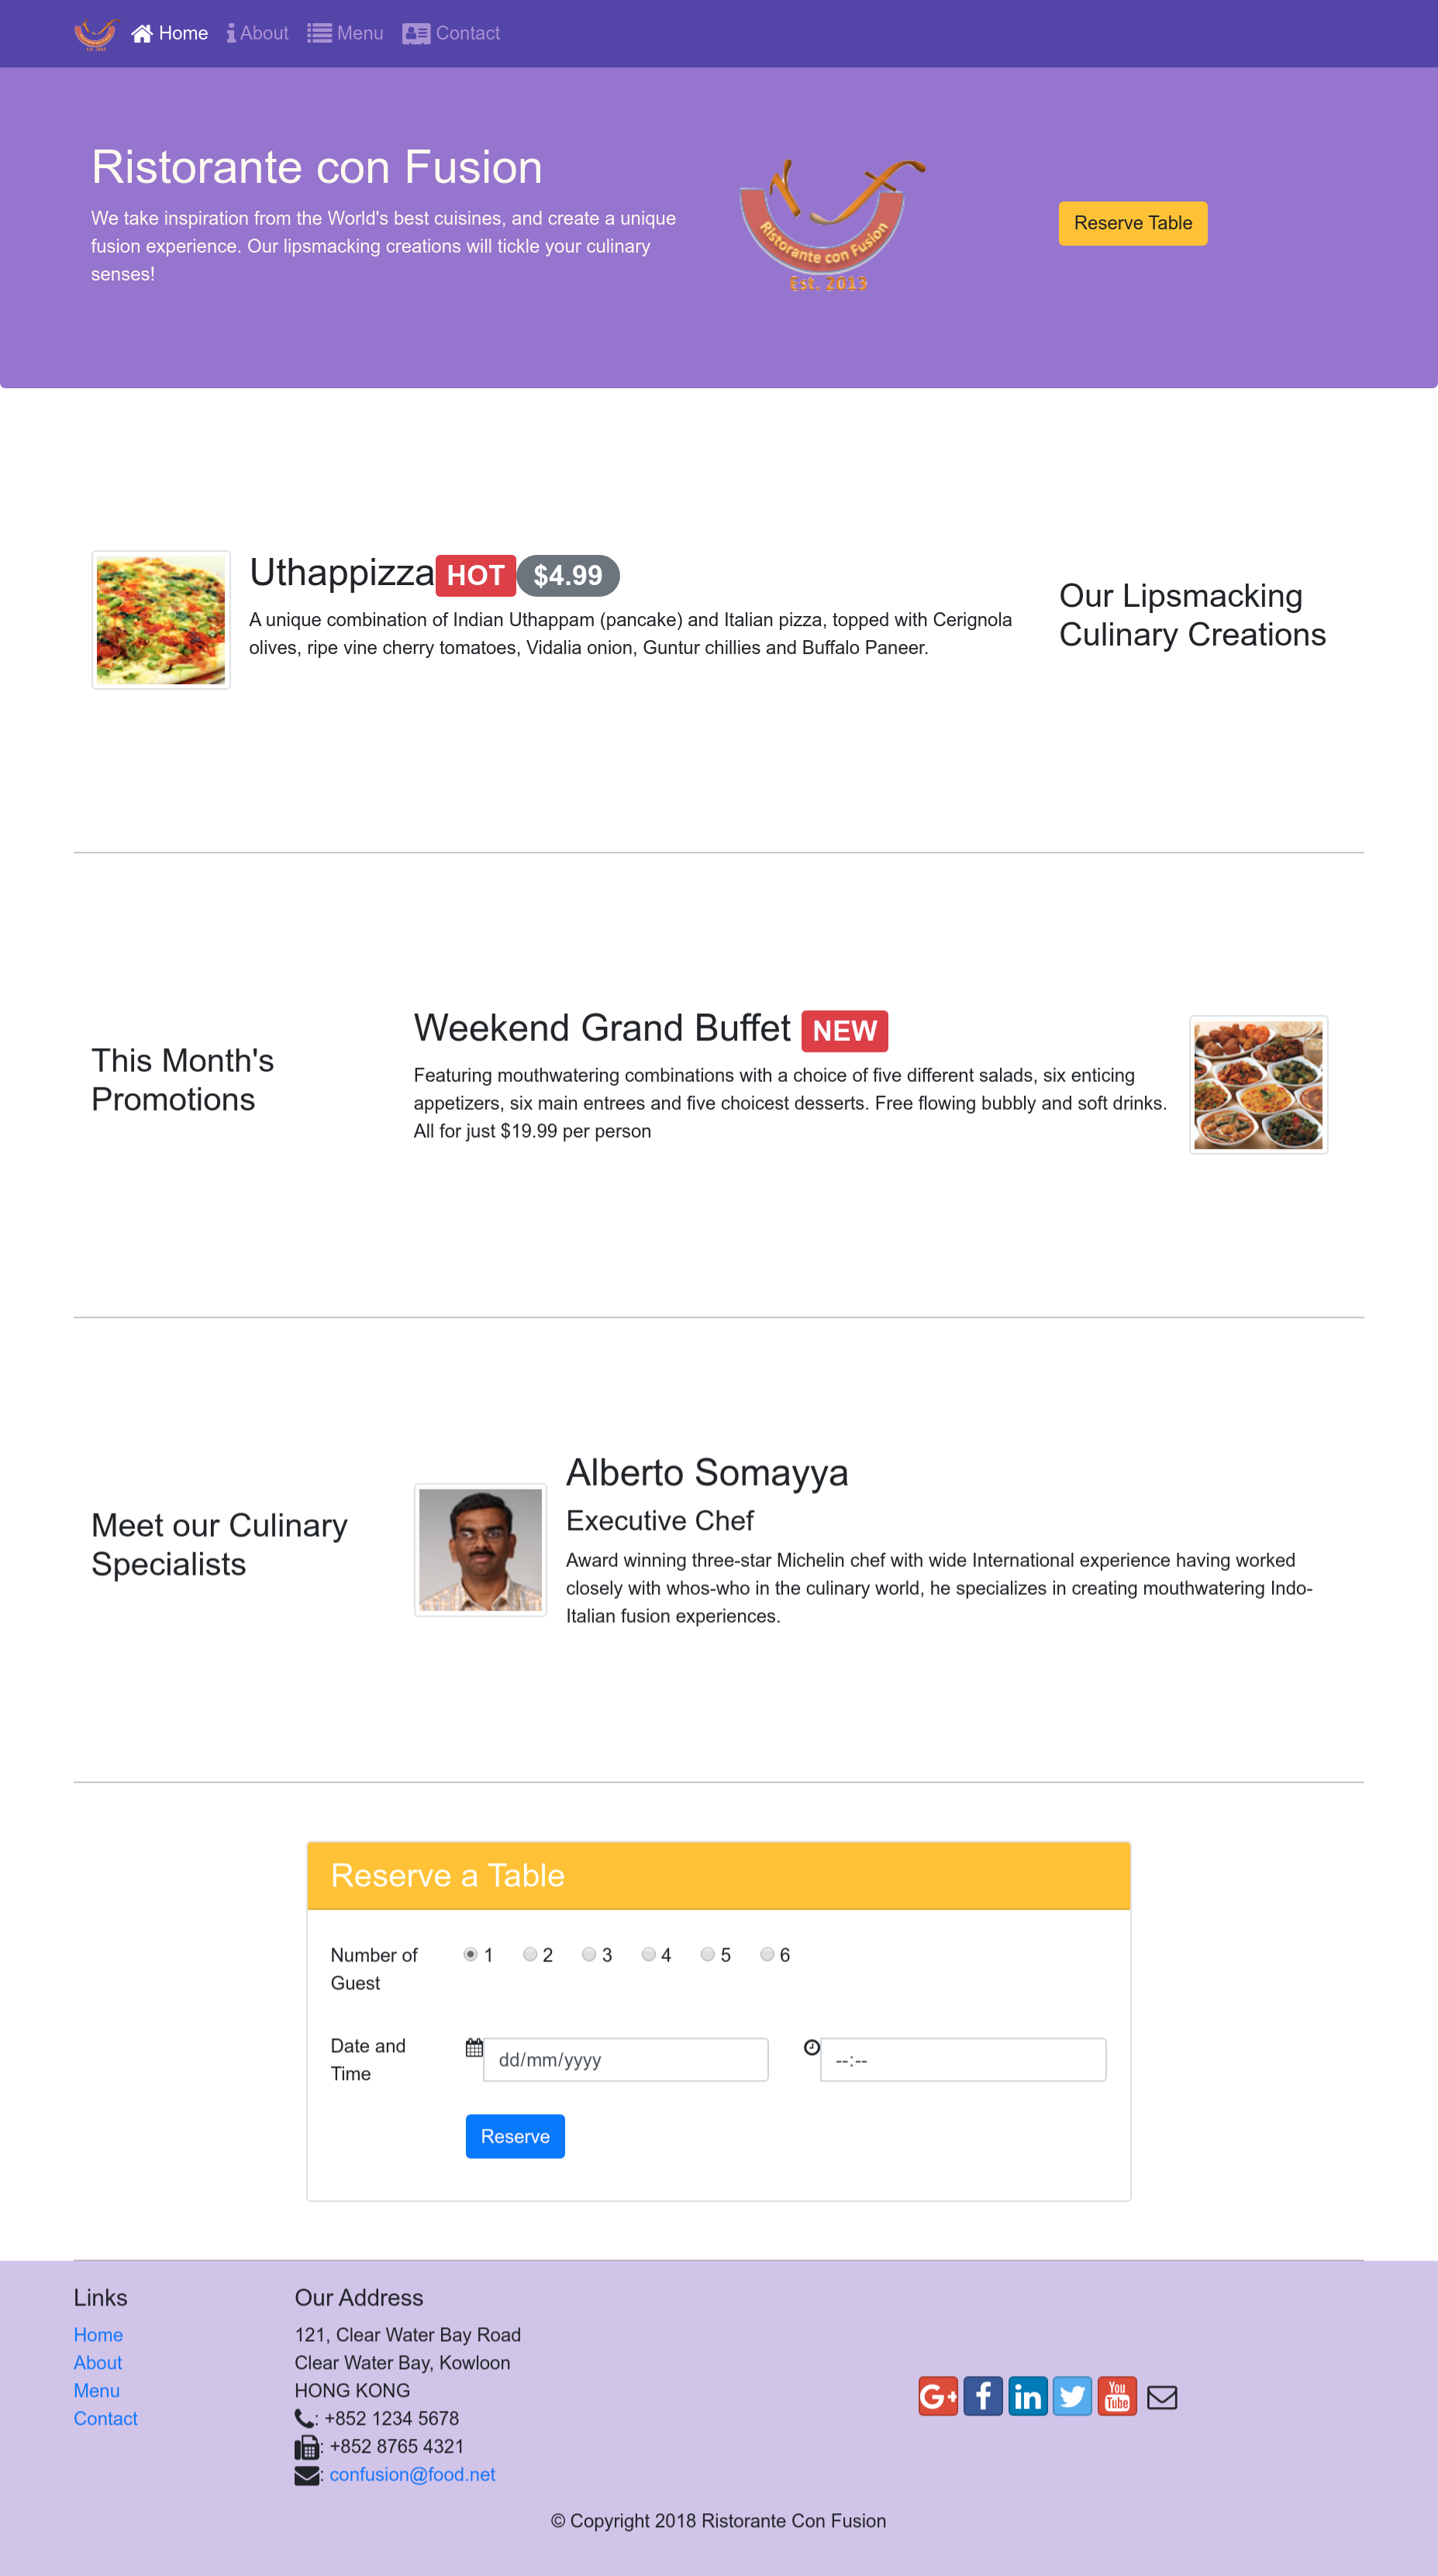 Home About Menu Contact
Ristorante con Fusion
We take inspiration from the World's best cuisines, and create a unique
fusion experience. Our lipsmacking creations will tickle your culinary
senses!
Ristorante con Fusion
Est. 2019
Reserve Table
Uthappizza HOT $4.99
A unique combination of Indian Uthappam (pancake) and Italian pizza, topped with Cerignola
olives, ripe vine cherry tomatoes, Vidalia onion, Guntur chillies and Buffalo Paneer.
Our Lipsmacking
Culinary Creations
This Month's
Promotions
Weekend Grand Buffet NEW
Featuring mouthwatering combinations with a choice of five different salads, six enticing
appetizers, six main entrees and five choicest desserts. Free flowing bubbly and soft drinks.
All for just $19.99 per person
Meet our Culinary
Specialists
Alberto Somayya
Executive Chef
Award winning three-star Michelin chef with wide International experience having worked
closely with whos-who in the culinary world, he specializes in creating mouthwatering Indo-
Italian fusion experiences.
Reserve a Table
Number of
Guest
1 2 3 4 5 6
Date and
Time
dd/mm/yyyy
--:--
Reserve
Links
Home
About
Menu
Contact
Our Address
121, Clear Water Bay Road
Clear Water Bay, Kowloon
HONG KONG
: +852 1234 5678
: +852 8765 4321
: confusion@food.net
G+ f in You Tube
© Copyright 2018 Ristorante Con Fusion